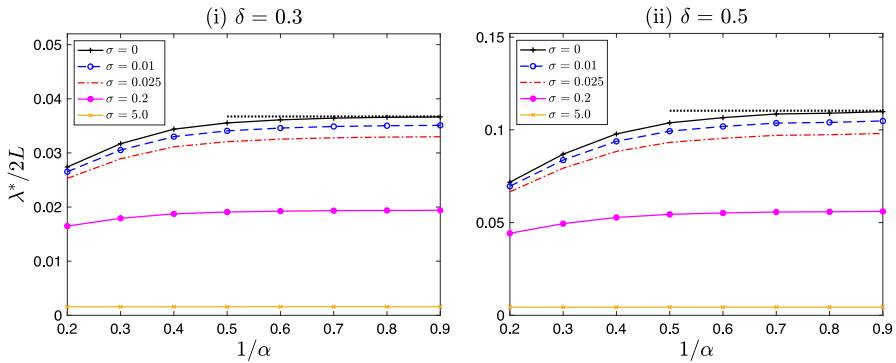 (i) δ = 0.3
λ*/2L
0.05
0.04
0.03
0.02
0.01
0
σ = 0
σ = 0.01
σ = 0.025
σ = 0.2
σ = 5.0
0.2 0.3 0.4 0.5 0.6 0.7 0.8 0.9
1/α
(ii) δ = 0.5
0.15
0.1
0.05
0
σ = 0
σ = 0.01
σ = 0.025
σ = 0.2
σ = 5.0
0.2 0.3 0.4 0.5 0.6 0.7 0.8 0.9
1/α